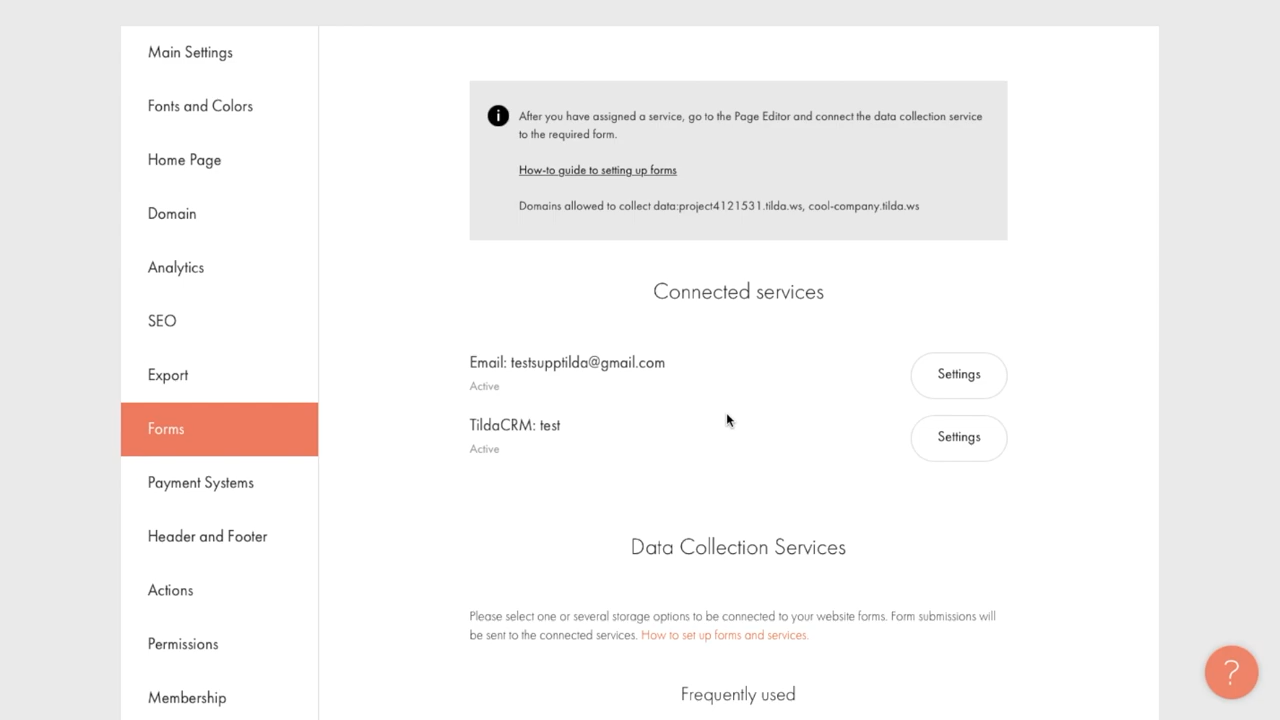 Main Settings
Fonts and Colors
Home Page
Domain
Analytics
SEO
Export
Forms
Payment Systems
Header and Footer
Actions
Permissions
Membership
i
After you have assigned a service, go to the Page Editor and connect the data collection service
to the required form.
How-to guide to setting up forms
Domains allowed to collect data:project4121531.tilda.ws, cool-company.tilda.ws
Connected services
Email: testsupptilda@gmail.com
Active
Settings
TildaCRM: test
Active
Settings
Data Collection Services
Please select one or several storage options to be connected to your website forms. Form submissions will
be sent to the connected services. How to set up forms and services.
Frequently used
?